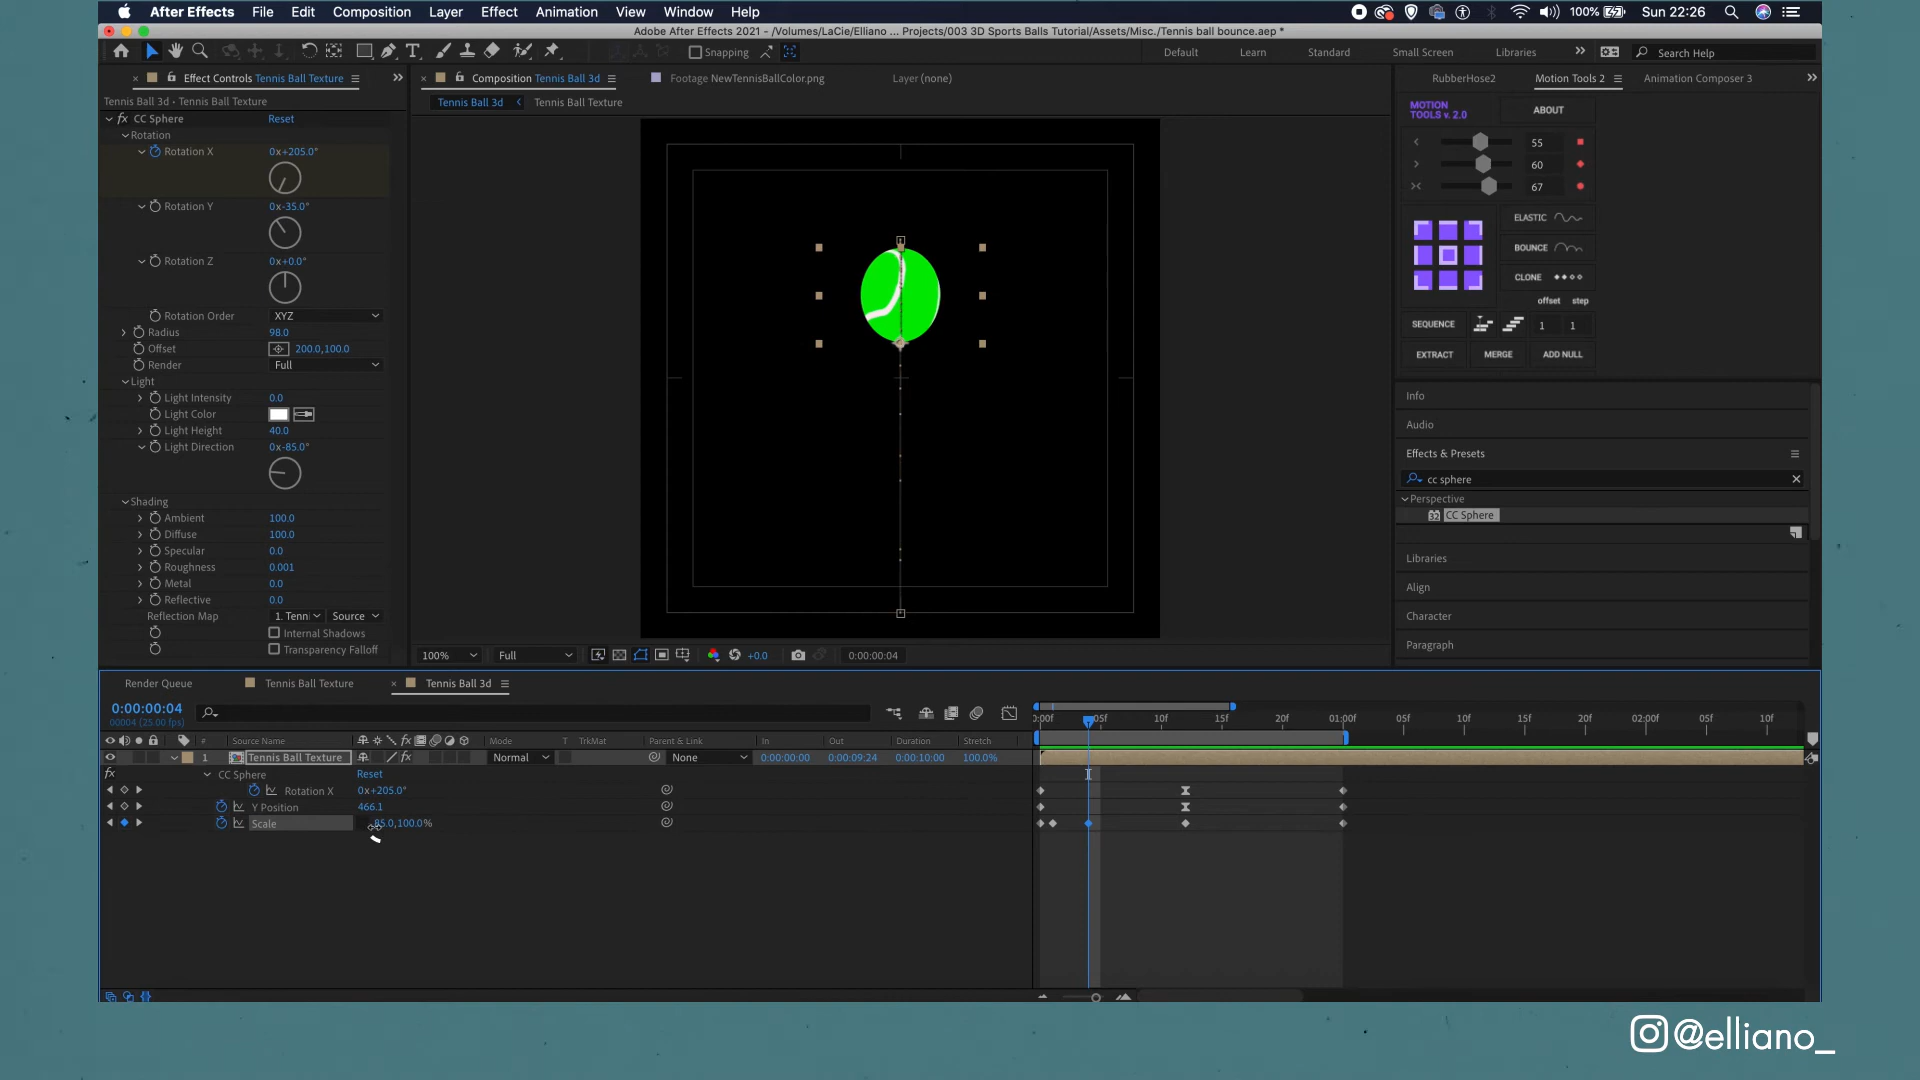 After Effects File Edit Composition Layer Effect Animation View Window Help 100% Sun 22:26
Adobe After Effects 2021 - /Volumes/LaCie/Elliano ... Projects/003 3D Sports Balls Tutorial/Assets/Misc./Tennis ball bounce.aep *
Snapping Default Learn Standard Small Screen Libraries Search Help
Effect Controls Tennis Ball Texture Composition Tennis Ball 3d Footage NewTennisBallColor.png Layer (none) RubberHose2 Motion Tools 2 Animation Composer 3
Tennis Ball 3d • Tennis Ball Texture Tennis Ball 3d Tennis Ball Texture
MOTION TOOLS v. 2.0 ABOUT
fx CC Sphere Reset
Rotation
Rotation X 0x+205.0°
Rotation Y 0x-35.0°
Rotation Z 0x+0.0°
Rotation Order XYZ
Radius 98.0
Offset 200.0,100.0
Render Full
Light
Light Intensity 0.0
Light Color
Light Height 40.0
Light Direction 0x-85.0°
Shading
Ambient 100.0
Diffuse 100.0
Specular 0.0
Roughness 0.001
Metal 0.0
Reflective 0.0
Reflection Map 1. Tenni Source
Internal Shadows
Transparency Falloff
55
60
67
ELASTIC
BOUNCE
CLONE
offset step
SEQUENCE 1 1
EXTRACT MERGE ADD NULL
Info
Audio
Effects & Presets
cc sphere
Perspective
32 CC Sphere
Libraries
Align
Character
Paragraph
100% Full +0.0 0:00:00:04
Render Queue Tennis Ball Texture Tennis Ball 3d
0:00:00:04
00004 (25.00 fps)
0:00f 05f 10f 15f 20f 01:00f 05f 10f 15f 20f 02:00f 05f 10f
# Source Name fx Mode T TrkMat Parent & Link In Out Duration Stretch
1 Tennis Ball Texture fx Normal None 0:00:00:00 0:00:09:24 0:00:10:00 100.0%
fx CC Sphere Reset
Rotation X 0x+205.0°
Y Position 466.1
Scale 85.0,100.0%
@elliano_